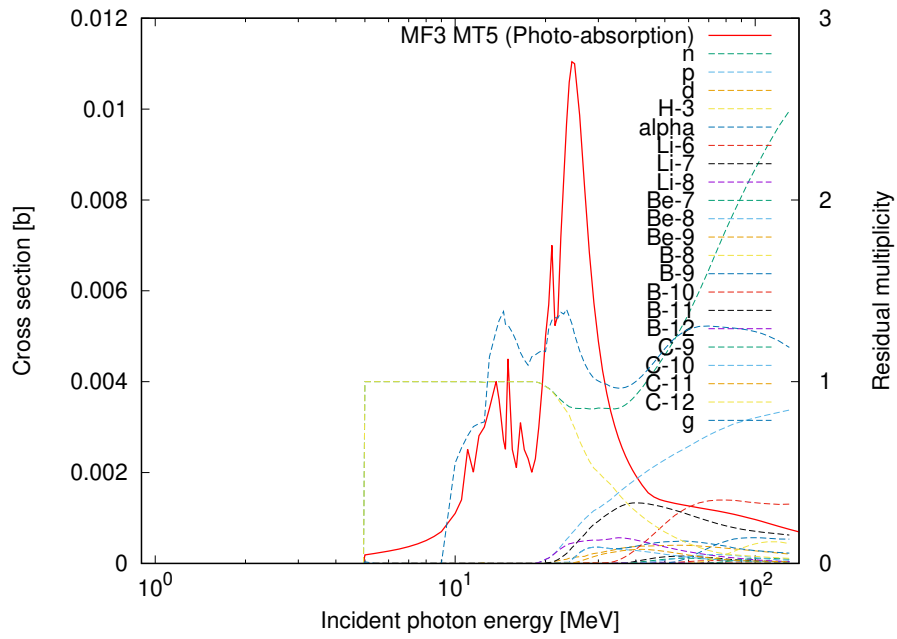 MF3 MT5 (Photo-absorption)
n
p
d
H-3
alpha
Li-6
Li-7
Li-8
Be-7
Be-8
Be-9
B-8
B-9
B-10
B-11
B-12
C-9
C-10
C-11
C-12
g
0.012
0.01
0.008
0.006
0.004
0.002
0
3
2
1
0
10^0
10^1
10^2
Cross section [b]
Residual multiplicity
Incident photon energy [MeV]